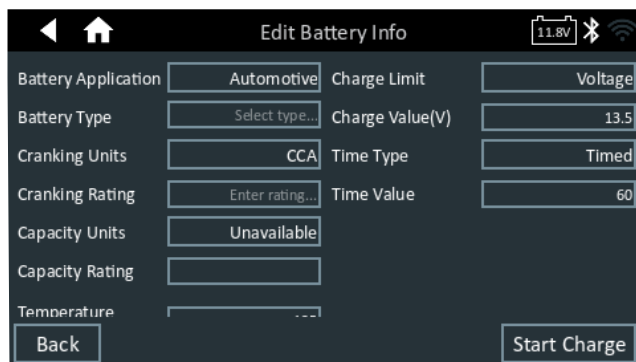 Edit Battery Info
11.8V
Battery Application Automotive Charge Limit Voltage
Battery Type Select type... Charge Value(V) 13.5
Cranking Units CCA Time Type Timed
Cranking Rating Enter rating... Time Value 60
Capacity Units Unavailable
Capacity Rating
Temperature
Back Start Charge